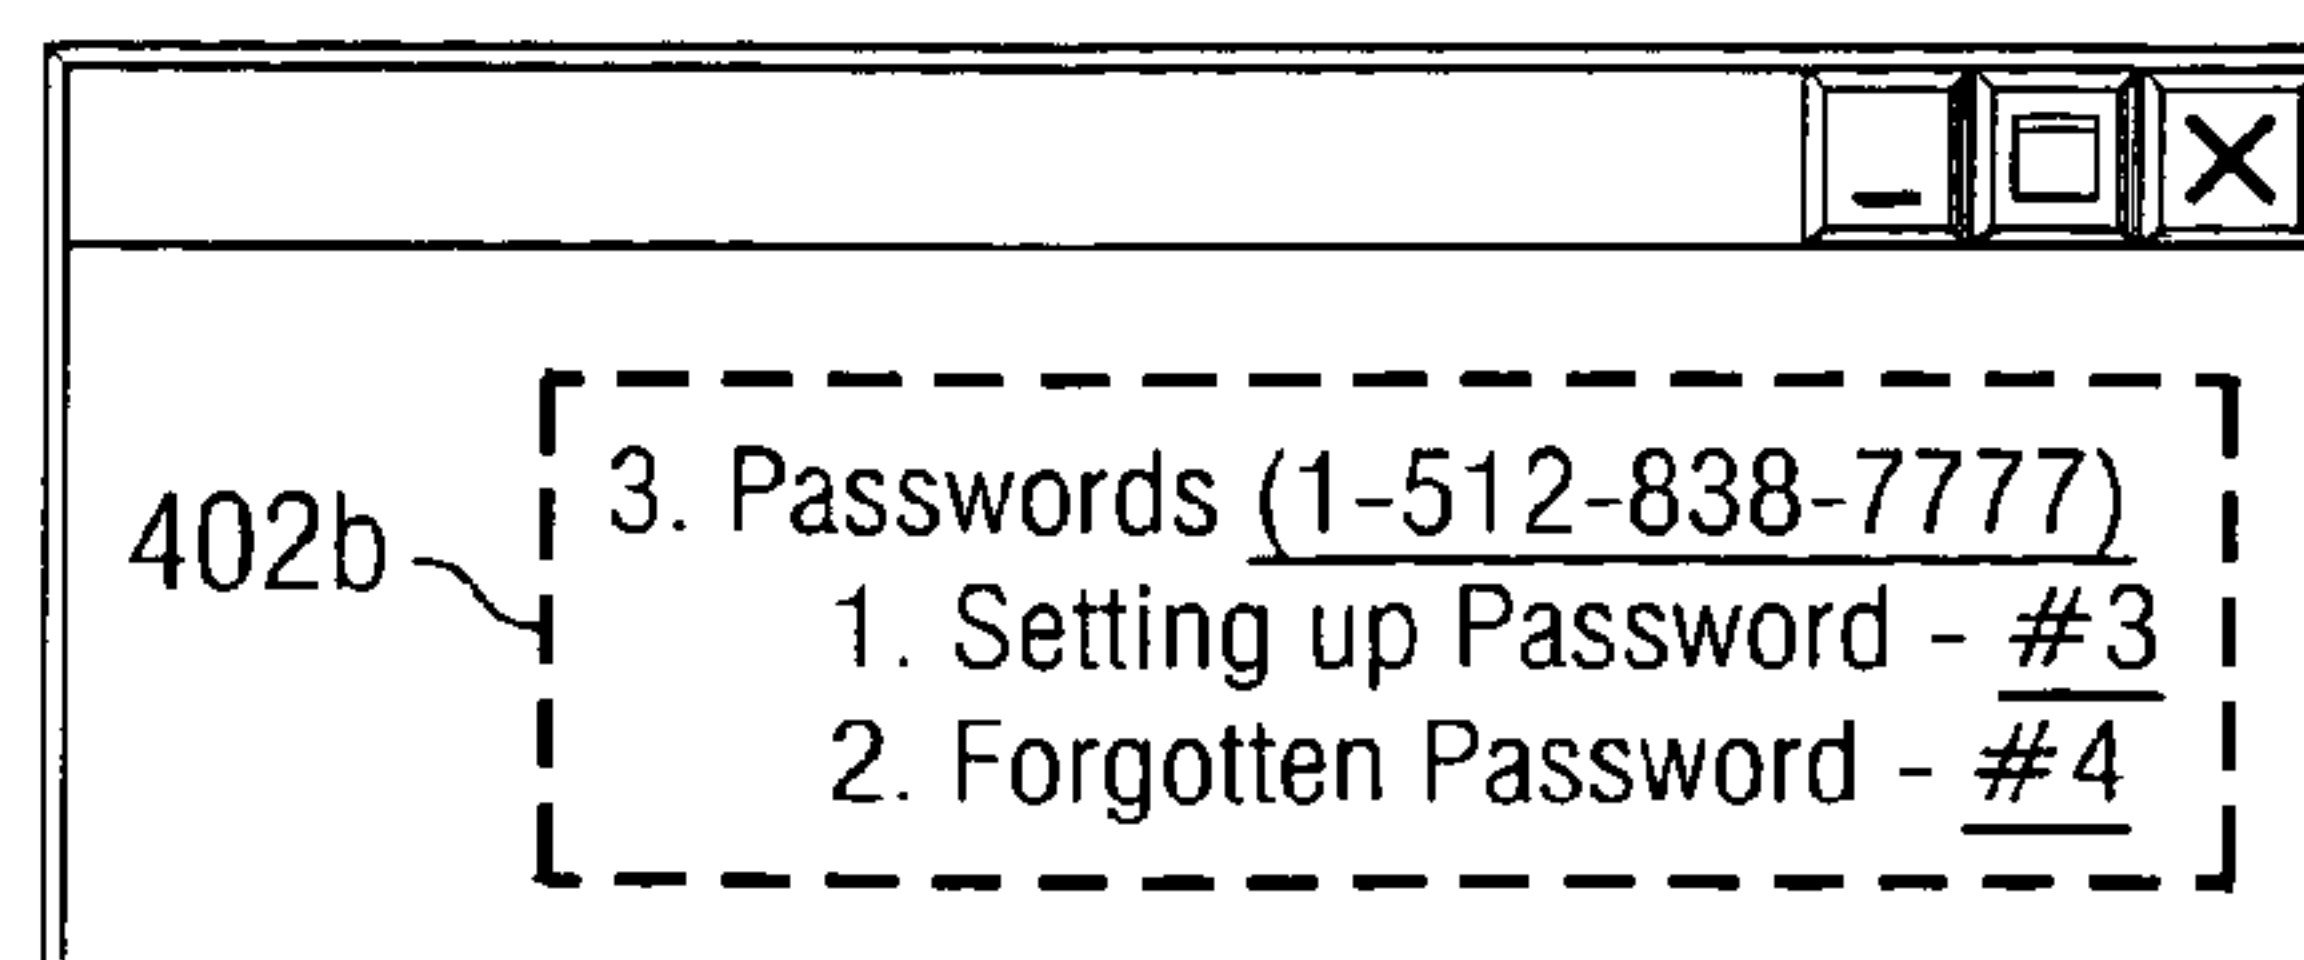 3. Passwords (1-512-838-7777)
402b
1. Setting up Password - #3
2. Forgotten Password - #4